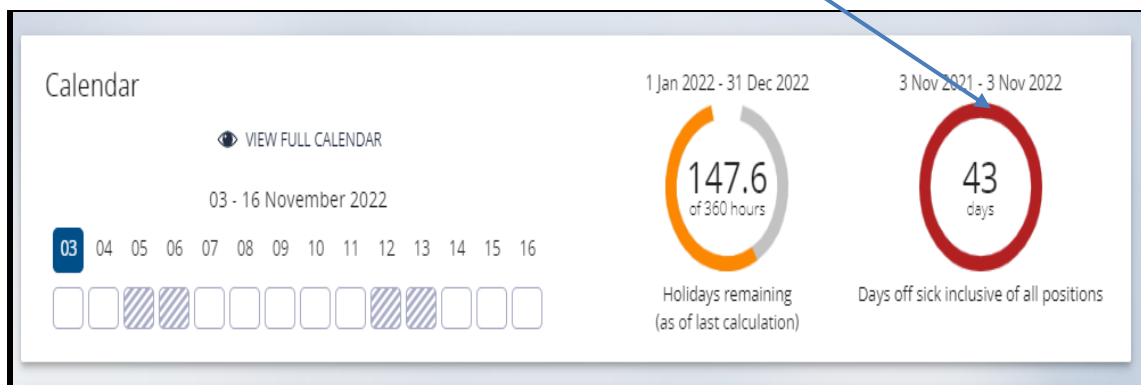 Calendar
VIEW FULL CALENDAR
03 - 16 November 2022
03 04 05 06 07 08 09 10 11 12 13 14 15 16
1 Jan 2022 - 31 Dec 2022
147.6
of 360 hours
Holidays remaining
(as of last calculation)
3 Nov 2021 - 3 Nov 2022
43
days
Days off sick inclusive of all positions